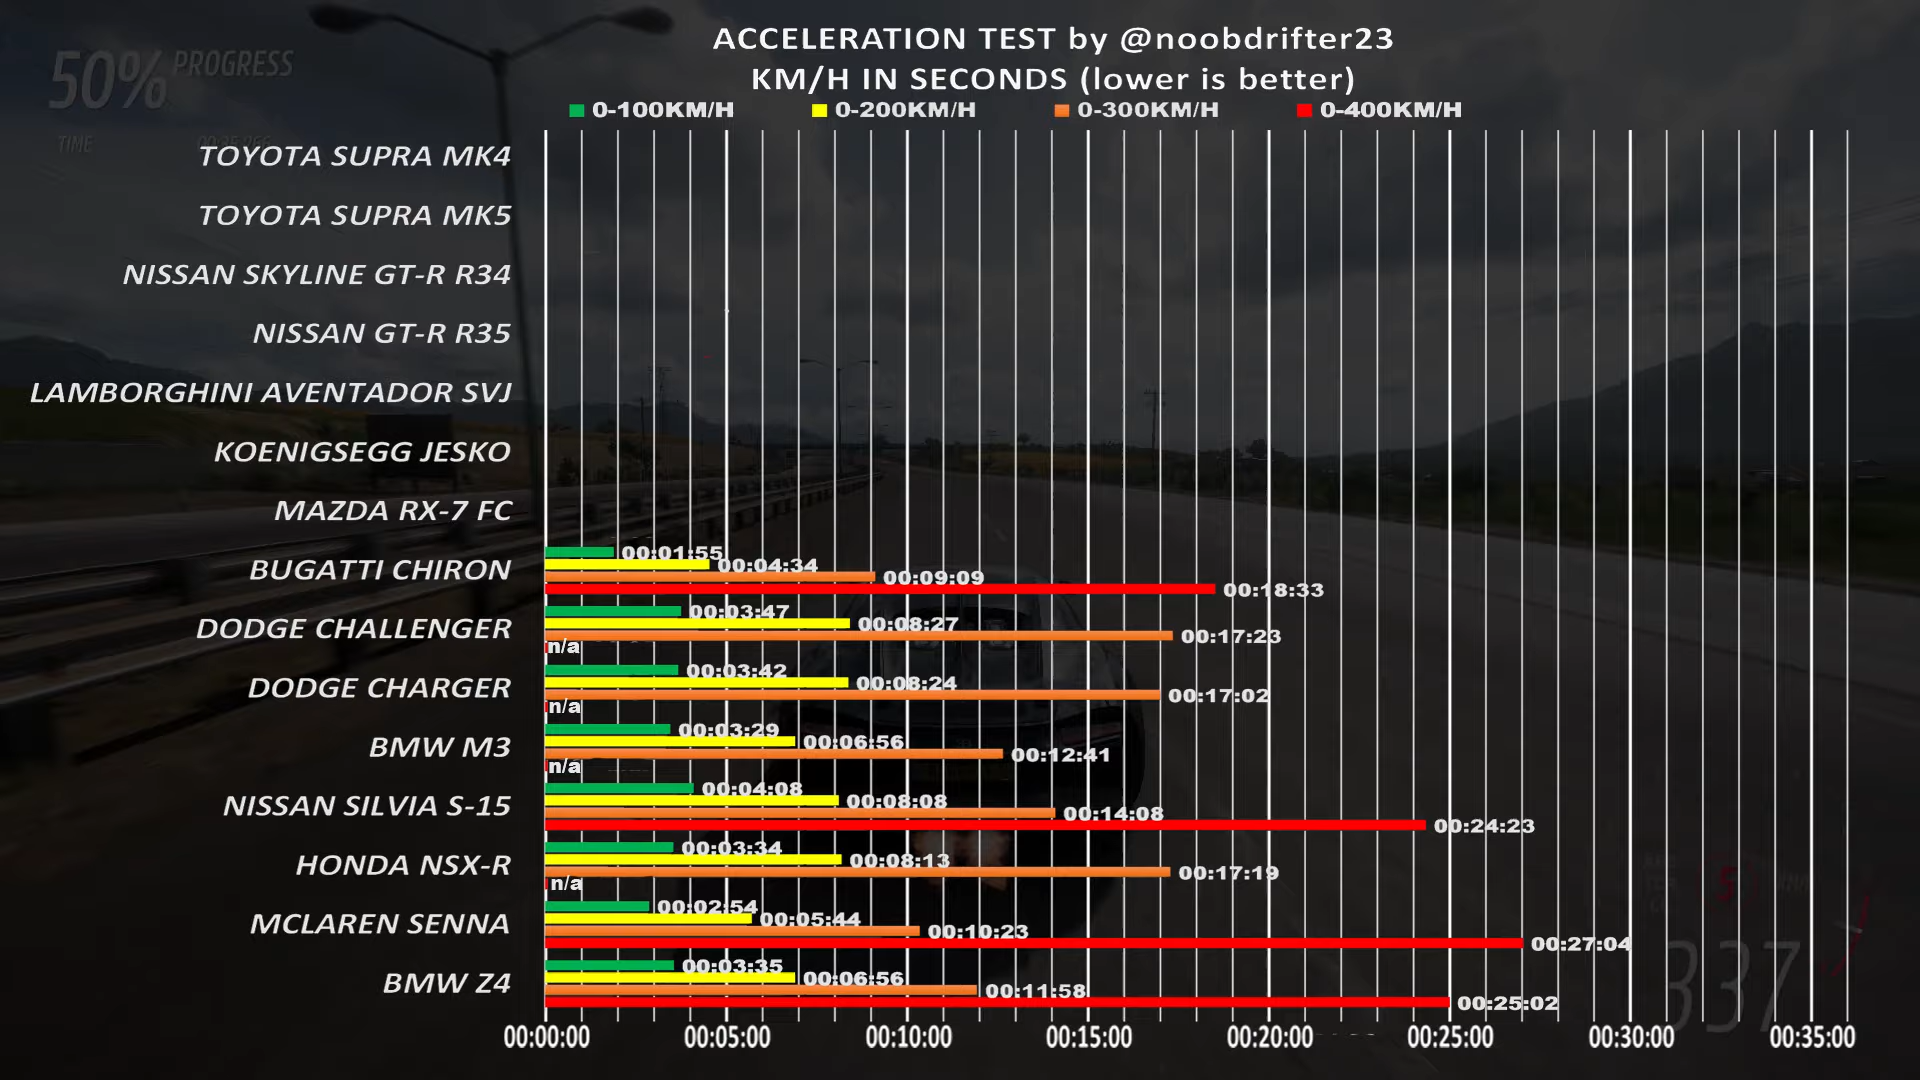 ACCELERATION TEST by @noobdrifter23
KM/H IN SECONDS (lower is better)
50% PROGRESS
0-100KM/H 0-200KM/H 0-300KM/H 0-400KM/H
TIME
TOYOTA SUPRA MK4
TOYOTA SUPRA MK5
NISSAN SKYLINE GT-R R34
NISSAN GT-R R35
LAMBORGHINI AVENTADOR SVJ
KOENIGSEGG JESKO
MAZDA RX-7 FC
BUGATTI CHIRON
00:01:55
00:04:34
00:09:09
00:18:33
DODGE CHALLENGER
00:03:47
00:08:27
00:17:23
n/a
DODGE CHARGER
00:03:42
00:08:24
00:17:02
n/a
BMW M3
00:03:29
00:06:56
00:12:41
n/a
NISSAN SILVIA S-15
00:04:08
00:08:08
00:14:08
00:24:23
HONDA NSX-R
00:03:34
00:08:13
00:17:19
n/a
MCLAREN SENNA
00:02:54
00:05:44
00:10:23
00:27:04
BMW Z4
00:03:35
00:06:56
00:11:58
00:25:02
5
337
00:00:00 00:05:00 00:10:00 00:15:00 00:20:00 00:25:00 00:30:00 00:35:00